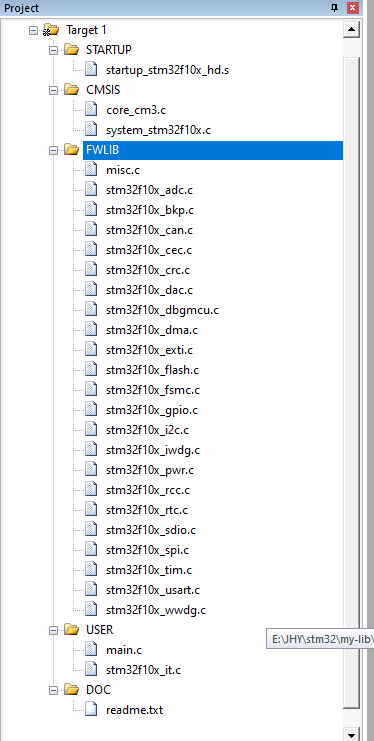 Project
Target 1
STARTUP
startup_stm32f10x_hd.s
CMSIS
core_cm3.c
system_stm32f10x.c
FWLIB
misc.c
stm32f10x_adc.c
stm32f10x_bkp.c
stm32f10x_can.c
stm32f10x_cec.c
stm32f10x_crc.c
stm32f10x_dac.c
stm32f10x_dbgmcu.c
stm32f10x_dma.c
stm32f10x_exti.c
stm32f10x_flash.c
stm32f10x_fsmc.c
stm32f10x_gpio.c
stm32f10x_i2c.c
stm32f10x_iwdg.c
stm32f10x_pwr.c
stm32f10x_rcc.c
stm32f10x_rtc.c
stm32f10x_sdio.c
stm32f10x_spi.c
stm32f10x_tim.c
stm32f10x_usart.c
stm32f10x_wwdg.c
USER
E:\JHY\stm32\my-lib\
main.c
stm32f10x_it.c
DOC
readme.txt